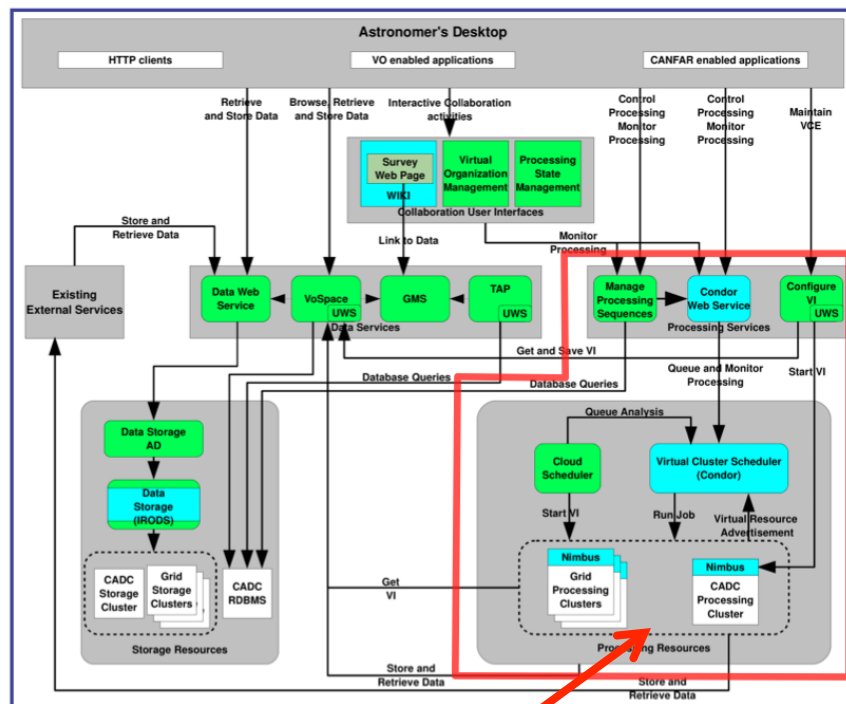 Astronomer's Desktop
HTTP clients
VO enabled applications
CANFAR enabled applications
Retrieve
and Store Data
Browse, Retrieve
and Store Data
Interactive Collaboration
activities
Control
Processing
Monitor
Processing
Control
Processing
Monitor
Processing
Maintain
VCE
Survey
Web Page
WIKI
Virtual
Organization
Management
Processing
State
Management
Collaboration User Interfaces
Store and
Retrieve Data
Link to Data
Monitor
Processing
Existing
External Services
Data Web
Service
VoSpace
UWS
GMS
TAP
UWS
Data Services
Manage
Processing
Sequences
Condor
Web Service
Configure
VI
UWS
Processing Services
Get and Save VI
Database Queries
Database Queries
Queue and Monitor
Processing
Start VI
Queue Analysis
Data Storage
AD
Data
Storage
(IRODS)
CADC
Storage
Cluster
Grid
Storage
Clusters
CADC
RDBMS
Storage Resources
Cloud
Scheduler
Virtual Cluster Scheduler
(Condor)
Start VI
Run Job
Virtual Resource
Advertisement
Get
VI
Nimbus
Grid
Processing
Clusters
Nimbus
CADC
Processing
Cluster
Processing Resources
Store and
Retrieve Data
Store and
Retrieve Data